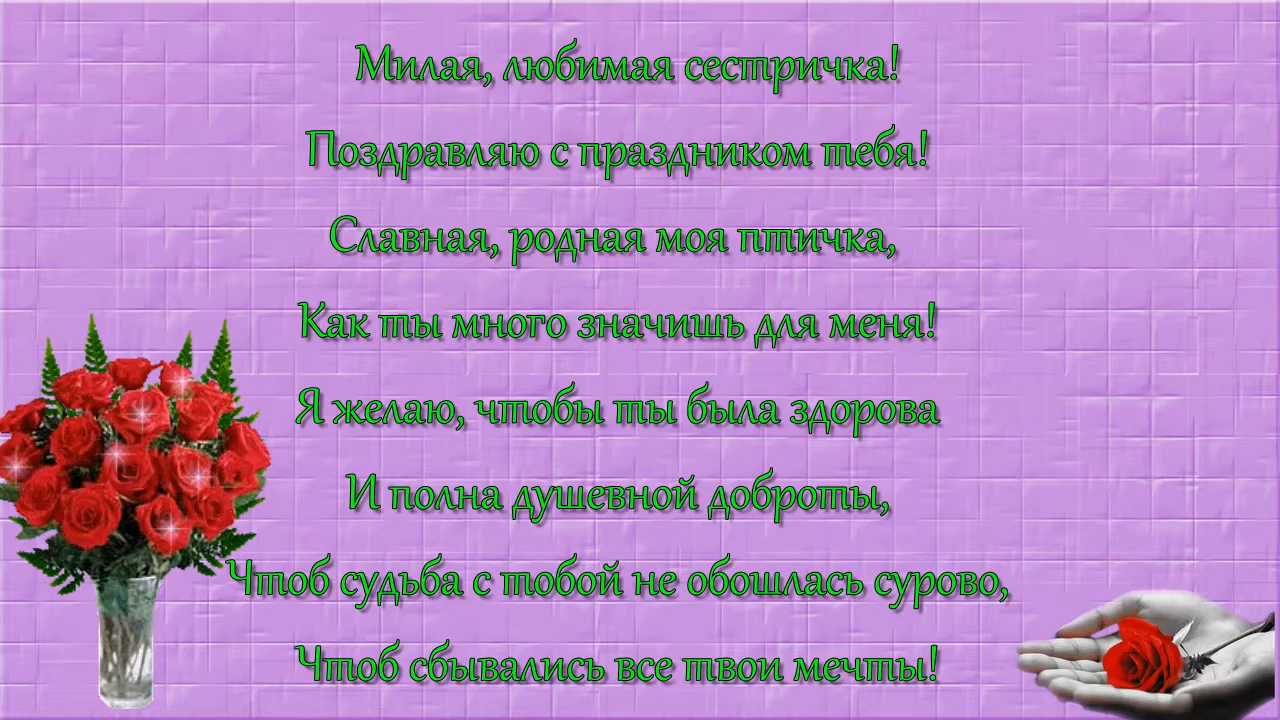 Милая, любимая сестричка!
Поздравляю с праздником тебя!
Славная, родная моя птичка,
Как ты много значишь для меня!
Я желаю, чтобы ты была здорова
И полна душевной доброты,
Чтоб судьба с тобой не обошлась сурово,
Чтоб сбывались все твои мечты!